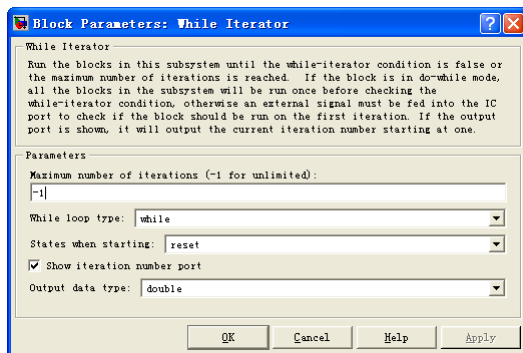 Block Parameters: While Iterator
While Iterator
Run the blocks in this subsystem until the while-iterator condition is false or
the maximum number of iterations is reached. If the block is in do-while mode,
all the blocks in the subsystem will be run once before checking the
while-iterator condition, otherwise an external signal must be fed into the IC
port to check if the block should be run on the first iteration. If the output
port is shown, it will output the current iteration number starting at one.
Parameters
Maximum number of iterations (-1 for unlimited):
-1
While loop type: while
States when starting: reset
Show iteration number port
Output data type: double
OK Cancel Help Apply